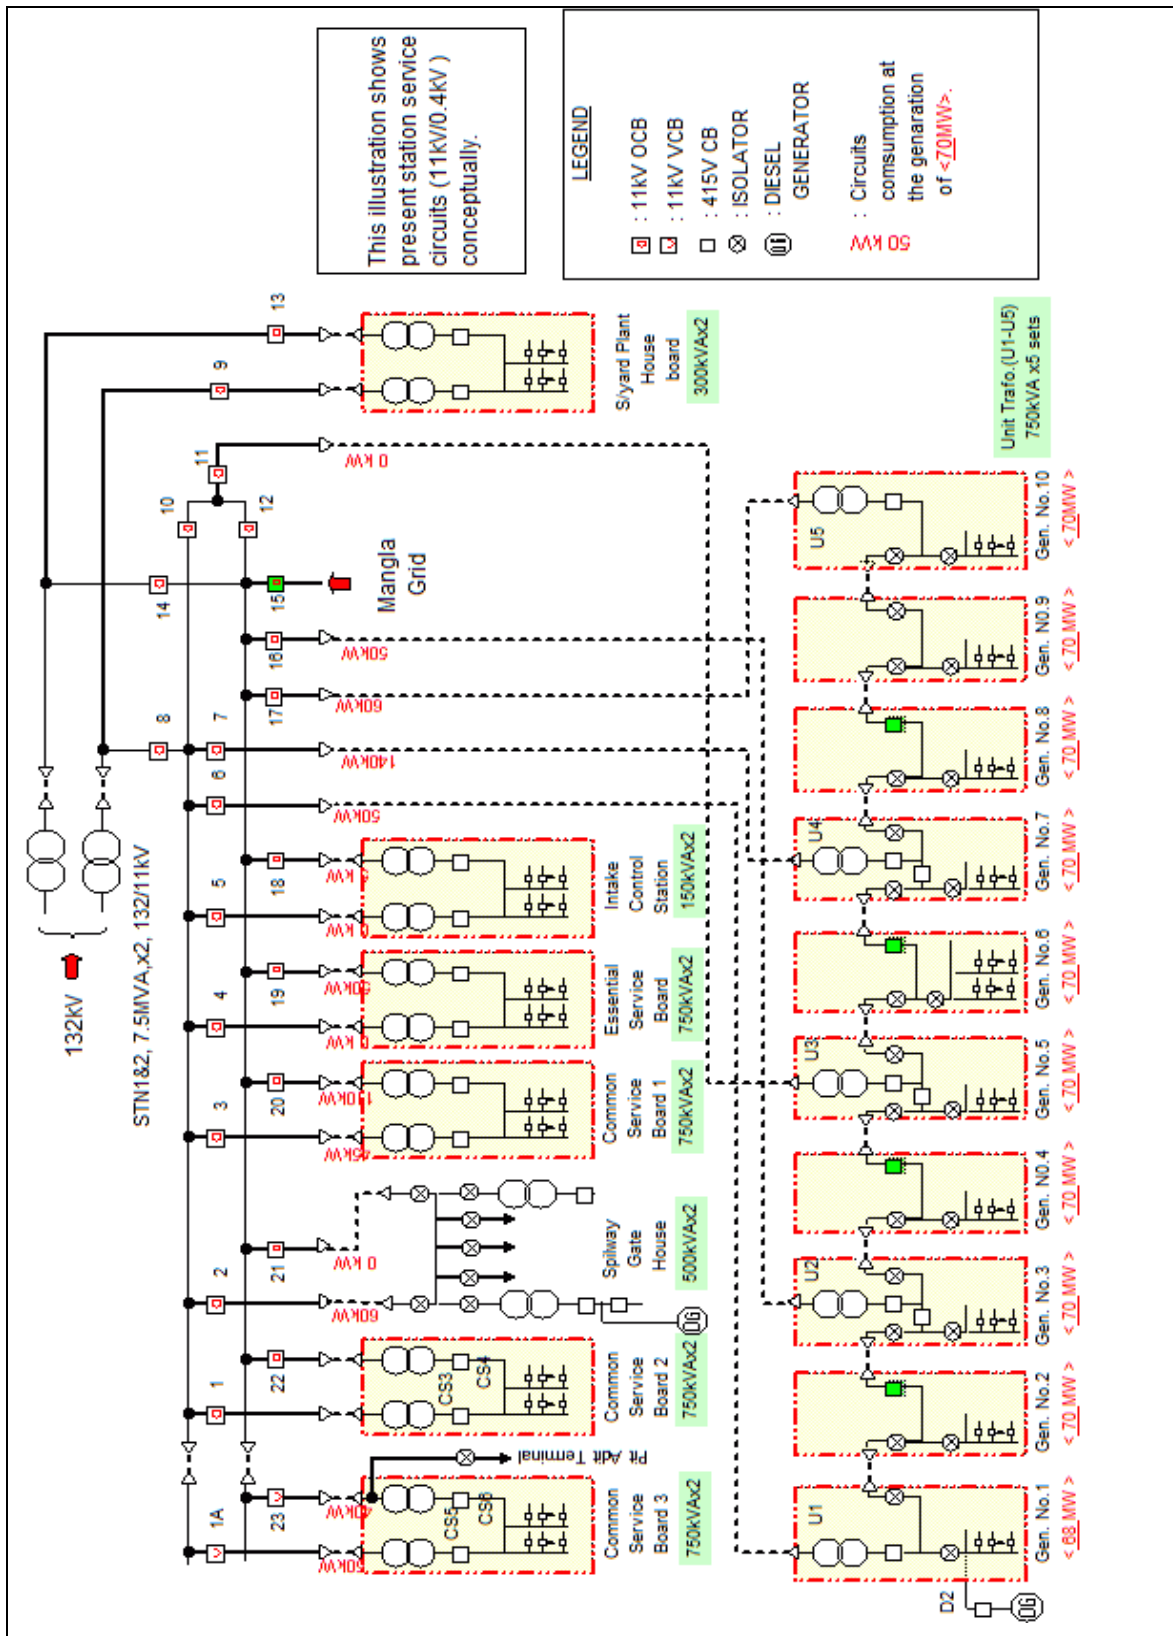 This illustration shows
present station service
circuits (11kV/0.4kV)
conceptually.
LEGEND
: 11kV OCB
: 11kV VCB
: 415V CB
: ISOLATOR
: DIESEL
GENERATOR
50 kW
: Circuits
comsumption at
the genaration
of <70MW>.
132kV
STN1&2, 7.5MVA,x2, 132/11kV
1A
1
2
3
4
5
6
7
8
9
10
11
12
13
14
15
16
17
18
19
20
21
22
23
Mangla
Grid
50kW
60kW
0 kW
45kW
50kW
140kW
60kW
50kW
0 kW
Pit Adit Terminal
CS5
CS6
CS3
CS4
Common
Service
Board 3
750kVAx2
Common
Service
Board 2
750kVAx2
Spilway
Gate
House
500kVAx2
DG
Common
Service
Board 1
750kVAx2
Essential
Service
Board
750kVAx2
Intake
Control
Station
150kVAx2
S/yard Plant
House
board
300kVAx2
Unit Trafo.(U1-U5)
750kVA x5 sets
U1
U2
U3
U4
U5
D2
DG
Gen. No.1
< 68 MW >
Gen. No.2
< 70 MW >
Gen. No.3
< 70 MW >
Gen. N0.4
< 70 MW >
Gen. No.5
< 70 MW >
Gen. No.6
< 70 MW >
Gen. No.7
< 70 MW >
Gen. No.8
< 70 MW >
Gen. N0.9
< 70 MW >
Gen. No.10
< 70MW >